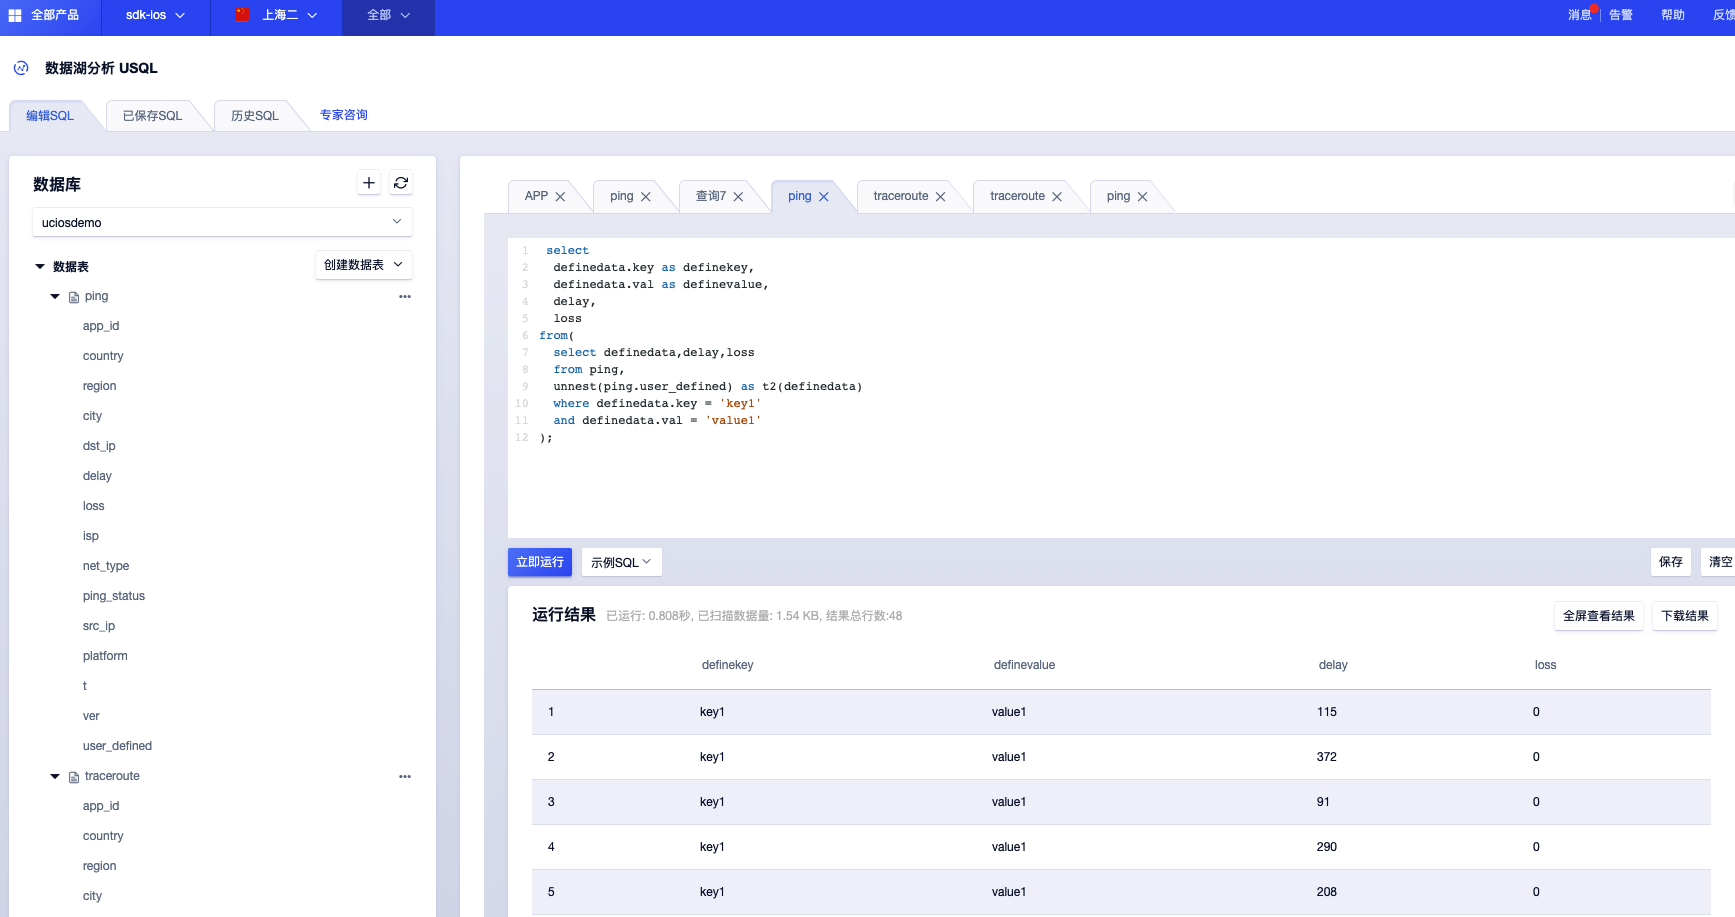 全部产品
sdk-ios
上海二
全部
消息
告警
帮助
数据湖分析 USQL
编辑SQL
已保存SQL
历史SQL
专家咨询
数据库
uciosdemo
数据表
创建数据表
ping
app_id
country
region
city
dst_ip
delay
loss
isp
net_type
ping_status
src_ip
platform
t
ver
user_defined
traceroute
app_id
country
region
city
APP
ping
查询7
ping
traceroute
traceroute
ping
1 select
2 definedata.key as definekey,
3 definedata.val as definevalue,
4 delay,
5 loss
6 from(
7 select definedata,delay,loss
8 from ping,
9 unnest(ping.user_defined) as t2(definedata)
10 where definedata.key = 'key1'
11 and definedata.val = 'value1'
12 );
立即运行
示例SQL
保存
清空
运行结果 已运行: 0.808秒, 已扫描数据量: 1.54 KB, 结果总行数:48
全屏查看结果
下载结果
definekey definevalue delay loss
1 key1 value1 115 0
2 key1 value1 372 0
3 key1 value1 91 0
4 key1 value1 290 0
5 key1 value1 208 0